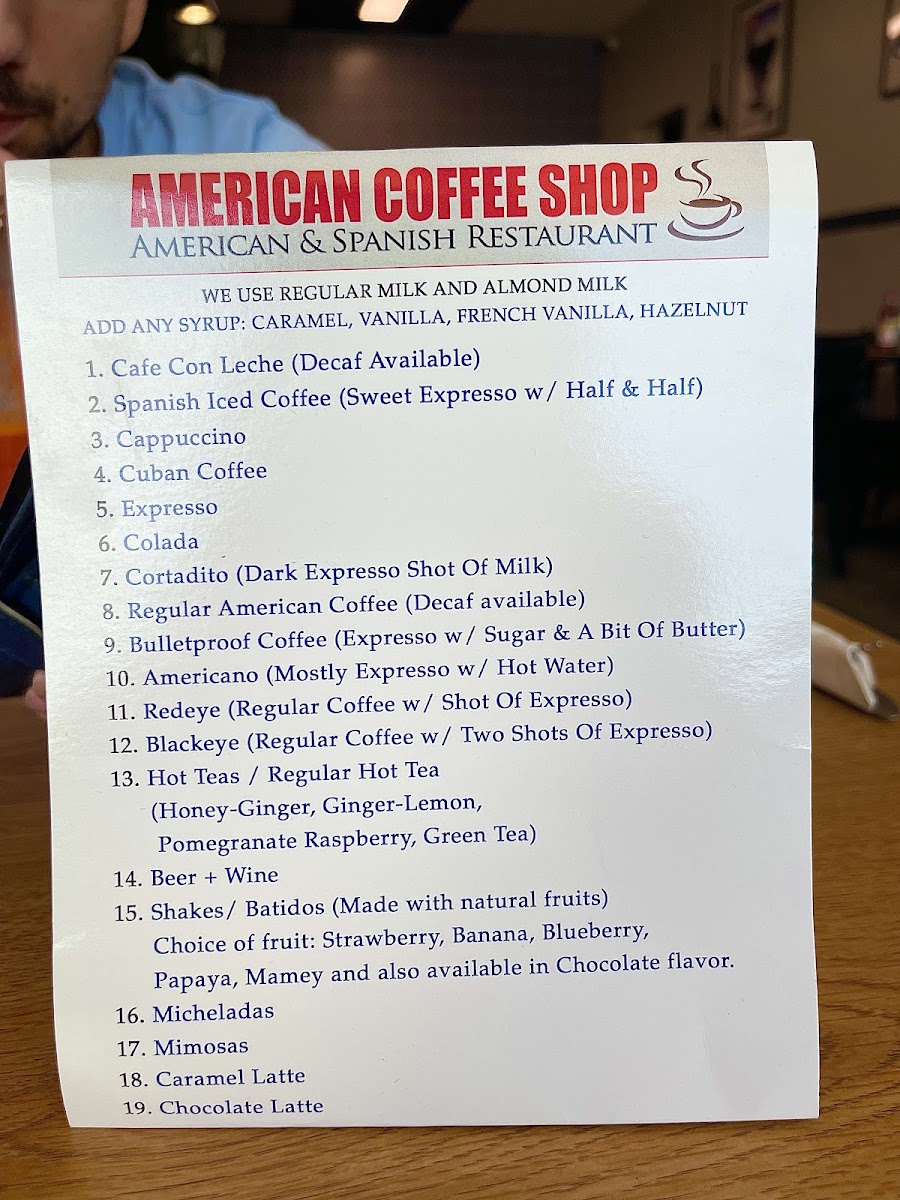 AMERICAN COFFEE SHOP
AMERICAN & SPANISH RESTAURANT
WE USE REGULAR MILK AND ALMOND MILK
ADD ANY SYRUP: CARAMEL, VANILLA, FRENCH VANILLA, HAZELNUT
1. Cafe Con Leche (Decaf Available)
2. Spanish Iced Coffee (Sweet Expresso w/ Half & Half)
3. Cappuccino
4. Cuban Coffee
5. Expresso
6. Colada
7. Cortadito (Dark Expresso Shot Of Milk)
8. Regular American Coffee (Decaf available)
9. Bulletproof Coffee (Expresso w/ Sugar & A Bit Of Butter)
10. Americano (Mostly Expresso w/ Hot Water)
11. Redeye (Regular Coffee w/ Shot Of Expresso)
12. Blackeye (Regular Coffee w/ Two Shots Of Expresso)
13. Hot Teas / Regular Hot Tea
(Honey-Ginger, Ginger-Lemon,
Pomegranate Raspberry, Green Tea)
14. Beer + Wine
15. Shakes/ Batidos (Made with natural fruits)
Choice of fruit: Strawberry, Banana, Blueberry,
Papaya, Mamey and also available in Chocolate flavor.
16. Micheladas
17. Mimosas
18. Caramel Latte
19. Chocolate Latte